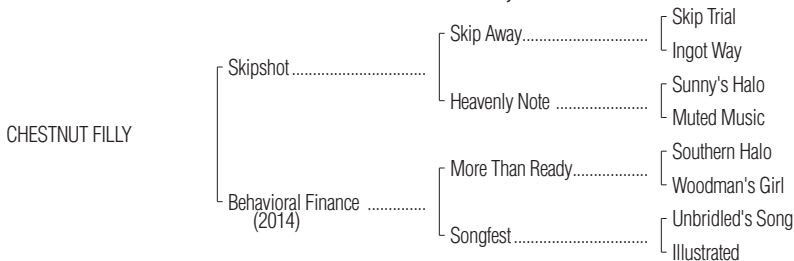 Skip Trial
Skip Away..............................
Ingot Way
Skipshot................................
Sunny's Halo
Heavenly Note ......................
Muted Music
CHESTNUT FILLY
Southern Halo
More Than Ready..................
Woodman's Girl
Behavioral Finance ..............
(2014)
Unbridled's Song
Songfest................................
Illustrated